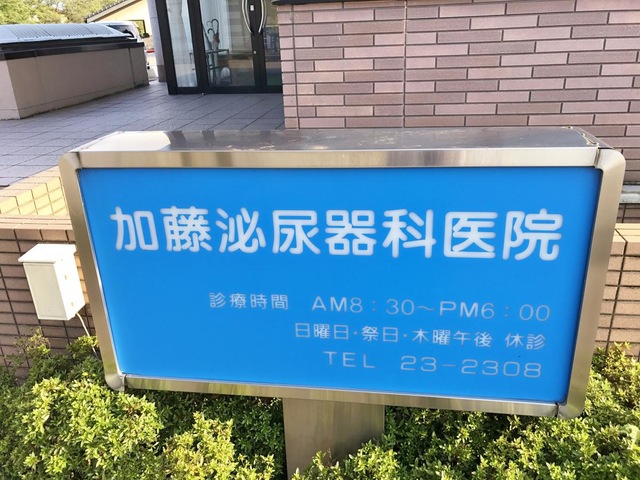 加藤泌尿器科医院
診療時間 AM8:30~PM6:00
日曜日・祭日・木曜午後 休診
TEL 23-2308